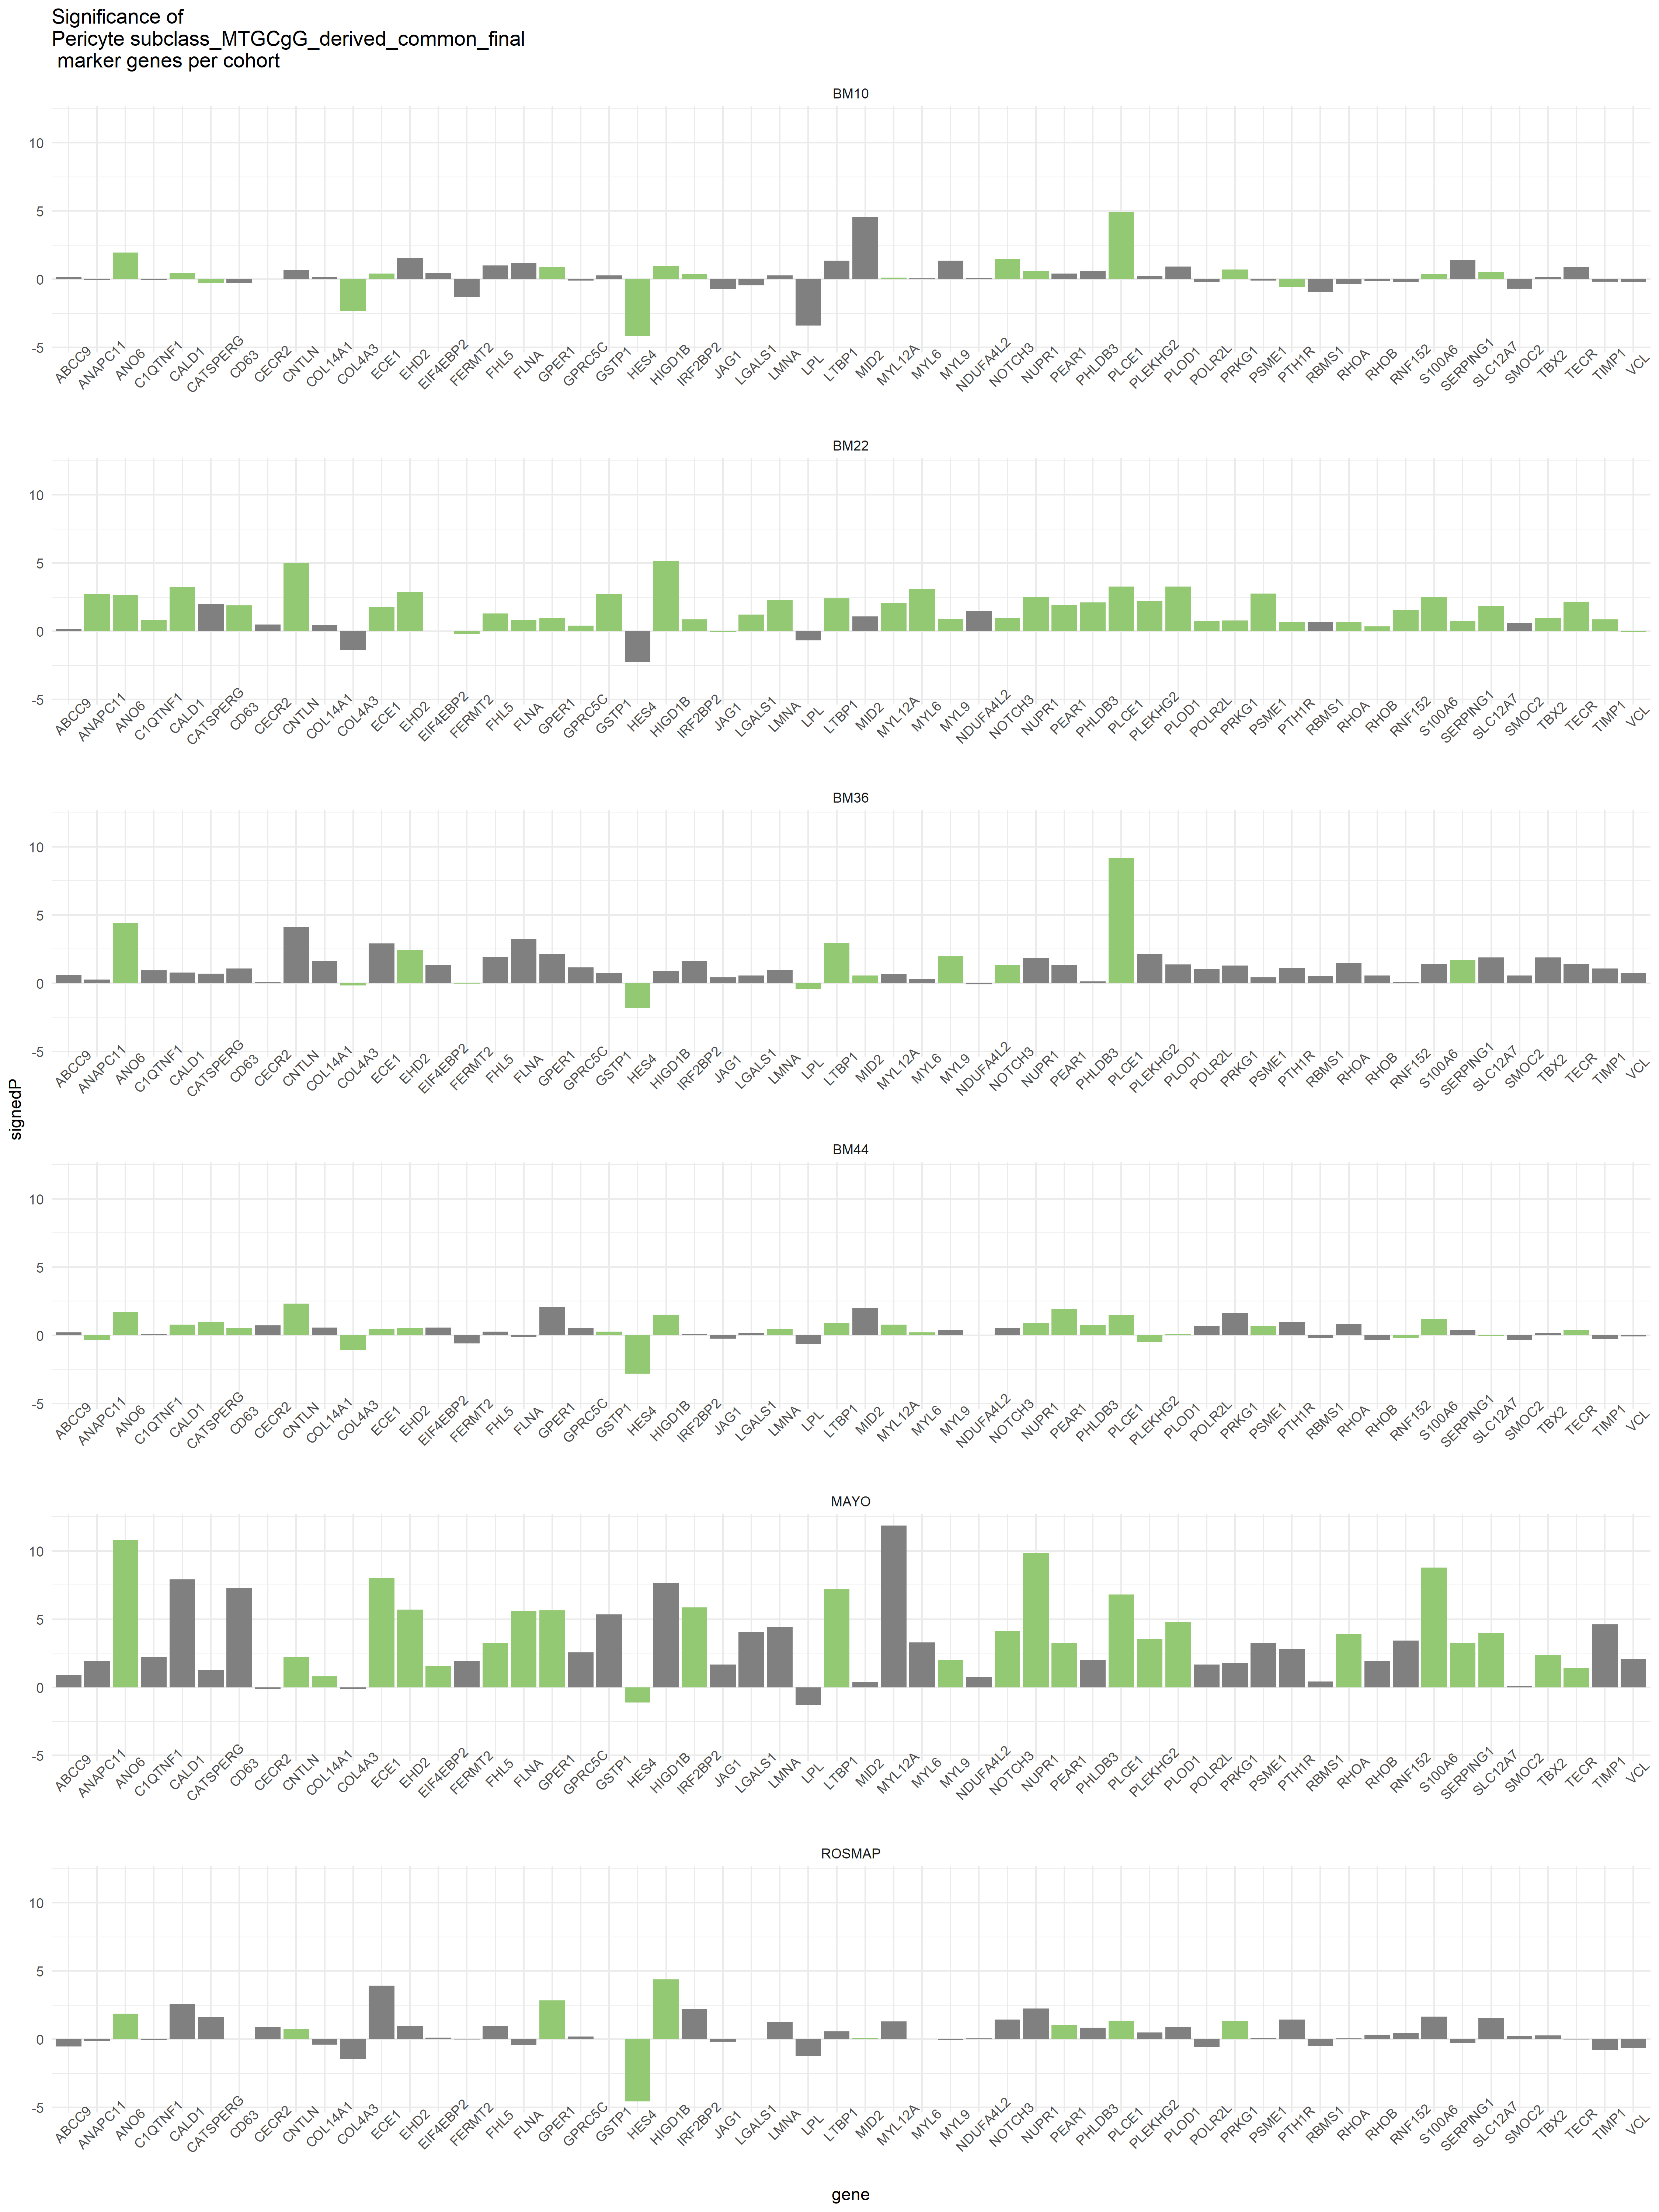 Significance of
Pericyte subclass_MTGCgG_derived_common_final
marker genes per cohort
signedP
BM10
10
5
0
-5
ABCC9 ANAPC11 ANO6 C1QTNF1 CALD1 CATSPERG CD63 CECR2 CNTLN COL14A1 COL4A3 ECE1 EHD2 EIF4EBP2 FERMT2 FHL5 FLNA GPER1 GPRC5C GSTP1 HES4 HIGD1B IRF2BP2 JAG1 LGALS1 LMNA LPL LTBP1 MID2 MYL12A MYL6 MYL9 NDUFA4L2 NOTCH3 NUPR1 PEAR1 PHLDB3 PLCE1 PLEKHG2 PLOD1 POLR2L PRKG1 PSME1 PTH1R RBMS1 RHOA RHOB RNF152 S100A6 SERPING1 SLC12A7 SMOC2 TBX2 TECR TIMP1 VCL
BM22
10
5
0
-5
ABCC9 ANAPC11 ANO6 C1QTNF1 CALD1 CATSPERG CD63 CECR2 CNTLN COL14A1 COL4A3 ECE1 EHD2 EIF4EBP2 FERMT2 FHL5 FLNA GPER1 GPRC5C GSTP1 HES4 HIGD1B IRF2BP2 JAG1 LGALS1 LMNA LPL LTBP1 MID2 MYL12A MYL6 MYL9 NDUFA4L2 NOTCH3 NUPR1 PEAR1 PHLDB3 PLCE1 PLEKHG2 PLOD1 POLR2L PRKG1 PSME1 PTH1R RBMS1 RHOA RHOB RNF152 S100A6 SERPING1 SLC12A7 SMOC2 TBX2 TECR TIMP1 VCL
BM36
10
5
0
-5
ABCC9 ANAPC11 ANO6 C1QTNF1 CALD1 CATSPERG CD63 CECR2 CNTLN COL14A1 COL4A3 ECE1 EHD2 EIF4EBP2 FERMT2 FHL5 FLNA GPER1 GPRC5C GSTP1 HES4 HIGD1B IRF2BP2 JAG1 LGALS1 LMNA LPL LTBP1 MID2 MYL12A MYL6 MYL9 NDUFA4L2 NOTCH3 NUPR1 PEAR1 PHLDB3 PLCE1 PLEKHG2 PLOD1 POLR2L PRKG1 PSME1 PTH1R RBMS1 RHOA RHOB RNF152 S100A6 SERPING1 SLC12A7 SMOC2 TBX2 TECR TIMP1 VCL
BM44
10
5
0
-5
ABCC9 ANAPC11 ANO6 C1QTNF1 CALD1 CATSPERG CD63 CECR2 CNTLN COL14A1 COL4A3 ECE1 EHD2 EIF4EBP2 FERMT2 FHL5 FLNA GPER1 GPRC5C GSTP1 HES4 HIGD1B IRF2BP2 JAG1 LGALS1 LMNA LPL LTBP1 MID2 MYL12A MYL6 MYL9 NDUFA4L2 NOTCH3 NUPR1 PEAR1 PHLDB3 PLCE1 PLEKHG2 PLOD1 POLR2L PRKG1 PSME1 PTH1R RBMS1 RHOA RHOB RNF152 S100A6 SERPING1 SLC12A7 SMOC2 TBX2 TECR TIMP1 VCL
MAYO
10
5
0
-5
ABCC9 ANAPC11 ANO6 C1QTNF1 CALD1 CATSPERG CD63 CECR2 CNTLN COL14A1 COL4A3 ECE1 EHD2 EIF4EBP2 FERMT2 FHL5 FLNA GPER1 GPRC5C GSTP1 HES4 HIGD1B IRF2BP2 JAG1 LGALS1 LMNA LPL LTBP1 MID2 MYL12A MYL6 MYL9 NDUFA4L2 NOTCH3 NUPR1 PEAR1 PHLDB3 PLCE1 PLEKHG2 PLOD1 POLR2L PRKG1 PSME1 PTH1R RBMS1 RHOA RHOB RNF152 S100A6 SERPING1 SLC12A7 SMOC2 TBX2 TECR TIMP1 VCL
ROSMAP
10
5
0
-5
ABCC9 ANAPC11 ANO6 C1QTNF1 CALD1 CATSPERG CD63 CECR2 CNTLN COL14A1 COL4A3 ECE1 EHD2 EIF4EBP2 FERMT2 FHL5 FLNA GPER1 GPRC5C GSTP1 HES4 HIGD1B IRF2BP2 JAG1 LGALS1 LMNA LPL LTBP1 MID2 MYL12A MYL6 MYL9 NDUFA4L2 NOTCH3 NUPR1 PEAR1 PHLDB3 PLCE1 PLEKHG2 PLOD1 POLR2L PRKG1 PSME1 PTH1R RBMS1 RHOA RHOB RNF152 S100A6 SERPING1 SLC12A7 SMOC2 TBX2 TECR TIMP1 VCL
gene